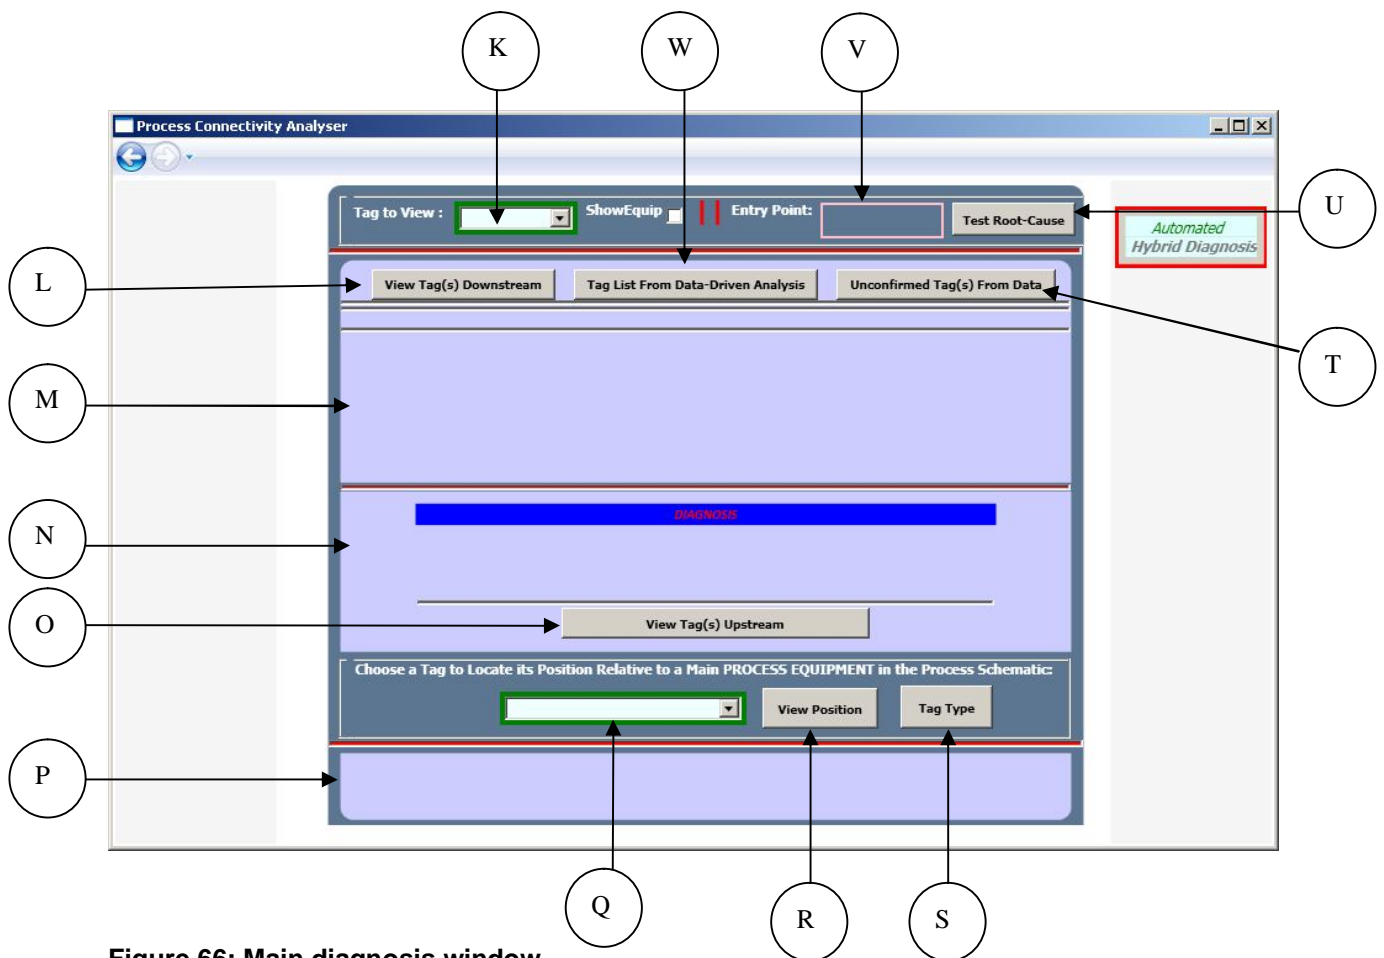 K
W
V
Process Connectivity Analyser
U
Tag to View :
ShowEquip
Entry Point:
Test Root-Cause
Automated
Hybrid Diagnosis
L
View Tag(s) Downstream
Tag List From Data-Driven Analysis
Unconfirmed Tag(s) From Data
T
M
N
DIAGNOSIS
O
View Tag(s) Upstream
Choose a Tag to Locate its Position Relative to a Main PROCESS EQUIPMENT in the Process Schematic:
View Position
Tag Type
P
Q
R
S
Figure 66: Main diagnosis window